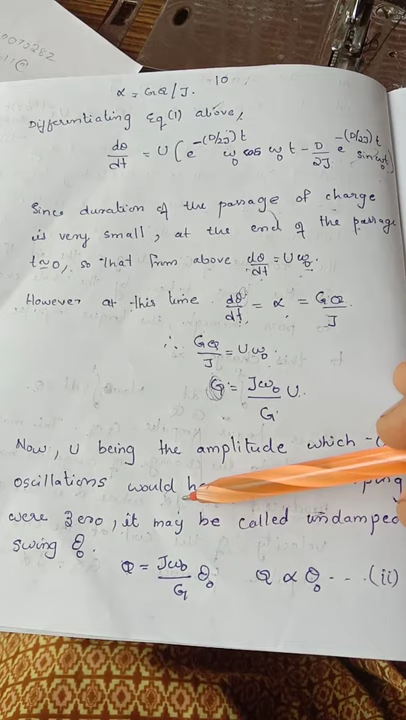 10
α = GQ/J.
Differentiating Eq(1) above,
dθ/dt = U(e^-(D/2J)t ω₀ cos ω₀t - D/2J e^-(D/2J)t sin ω₀t)
Since duration of the passage of charge
is very small, at the end of the passage
t≈0, so that from above dθ/dt = Uω₀.
However at this time dθ/dt = α = GQ/J
∴ GQ/J = Uω₀
Q = Jω₀/G U.
Now, U being the amplitude which
oscillations would
were zero, it may be called undamped
swing θ₀.
Q = Jω₀/G θ₀ Q ∝ θ₀ --- (ii)